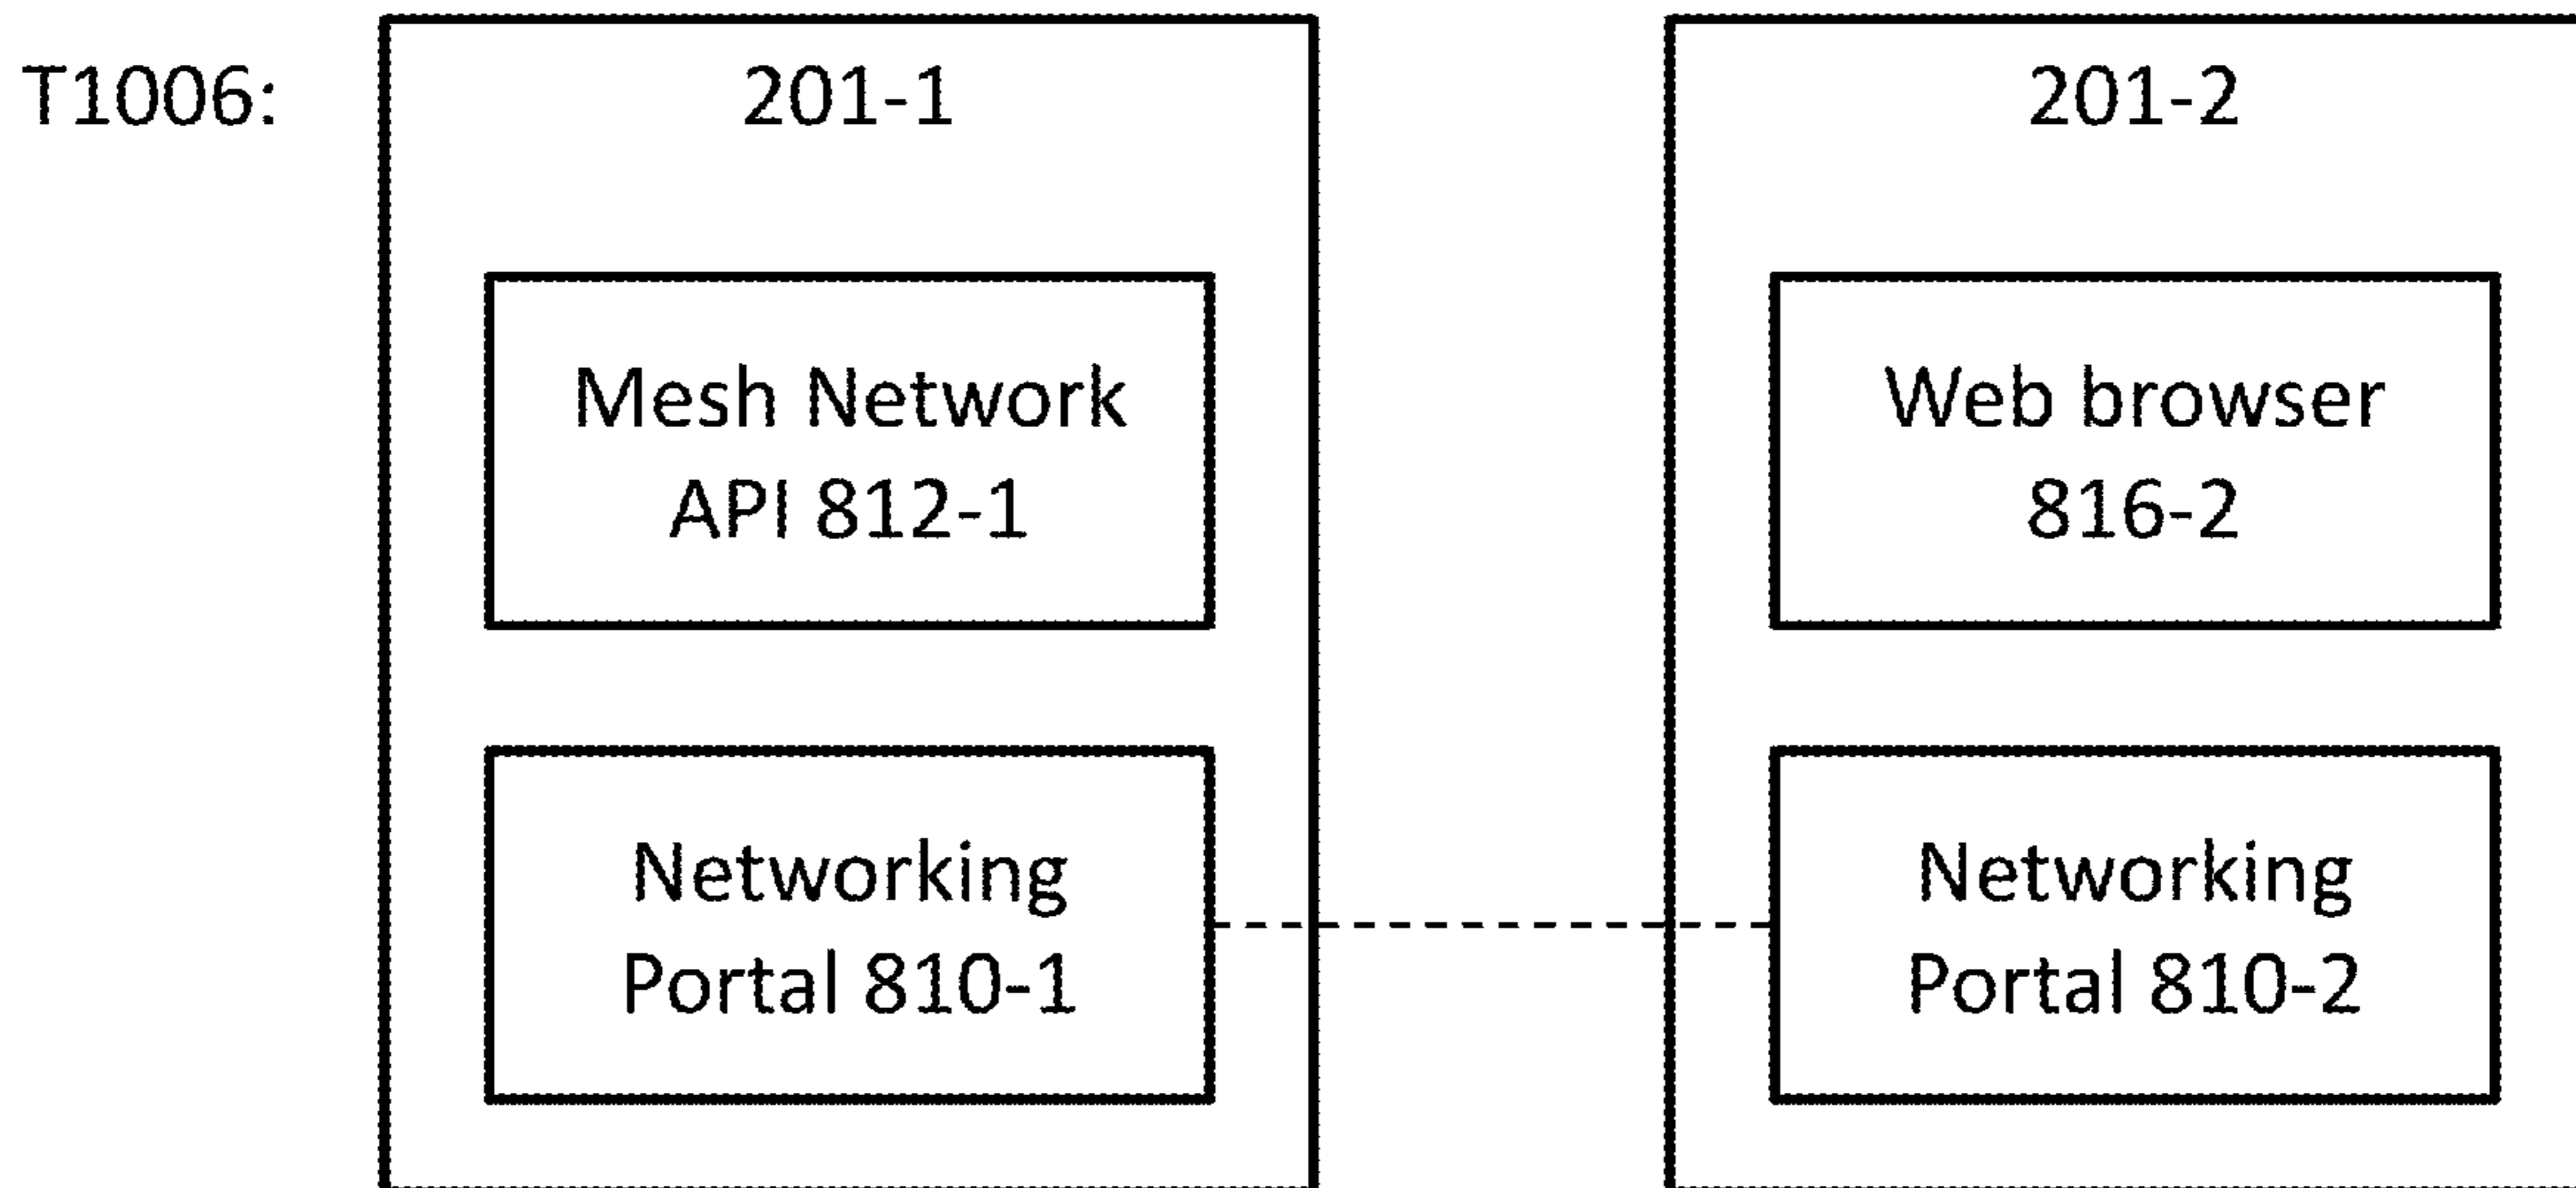 T1006:
201-1
201-2
Mesh Network
API 812-1
Web browser
816-2
Networking
Portal 810-1
Networking
Portal 810-2